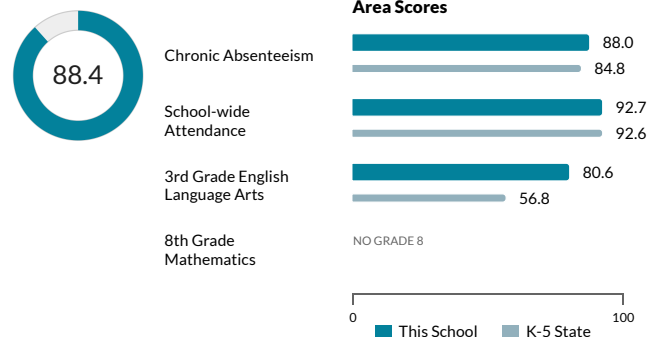 Area Scores
88.4
Chronic Absenteeism
88.0
84.8
School-wide
Attendance
92.7
92.6
3rd Grade English
Language Arts
80.6
56.8
8th Grade
Mathematics
NO GRADE 8
0
100
This School
K-5 State